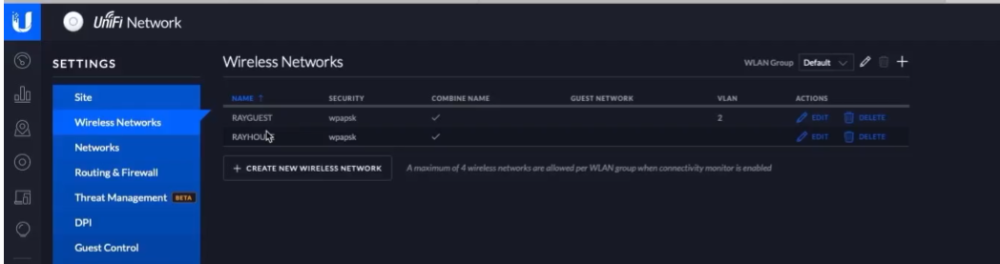 UniFi Network
SETTINGS
Site
Wireless Networks
Networks
Routing & Firewall
Threat Management BETA
DPI
Guest Control
Wireless Networks
WLAN Group Default
NAME ↑ SECURITY COMBINE NAME GUEST NETWORK VLAN ACTIONS
RAYGUEST wpapsk ✓ 2 EDIT DELETE
RAYHOUSE wpapsk ✓ EDIT DELETE
+ CREATE NEW WIRELESS NETWORK A maximum of 4 wireless networks are allowed per WLAN group when connectivity monitor is enabled